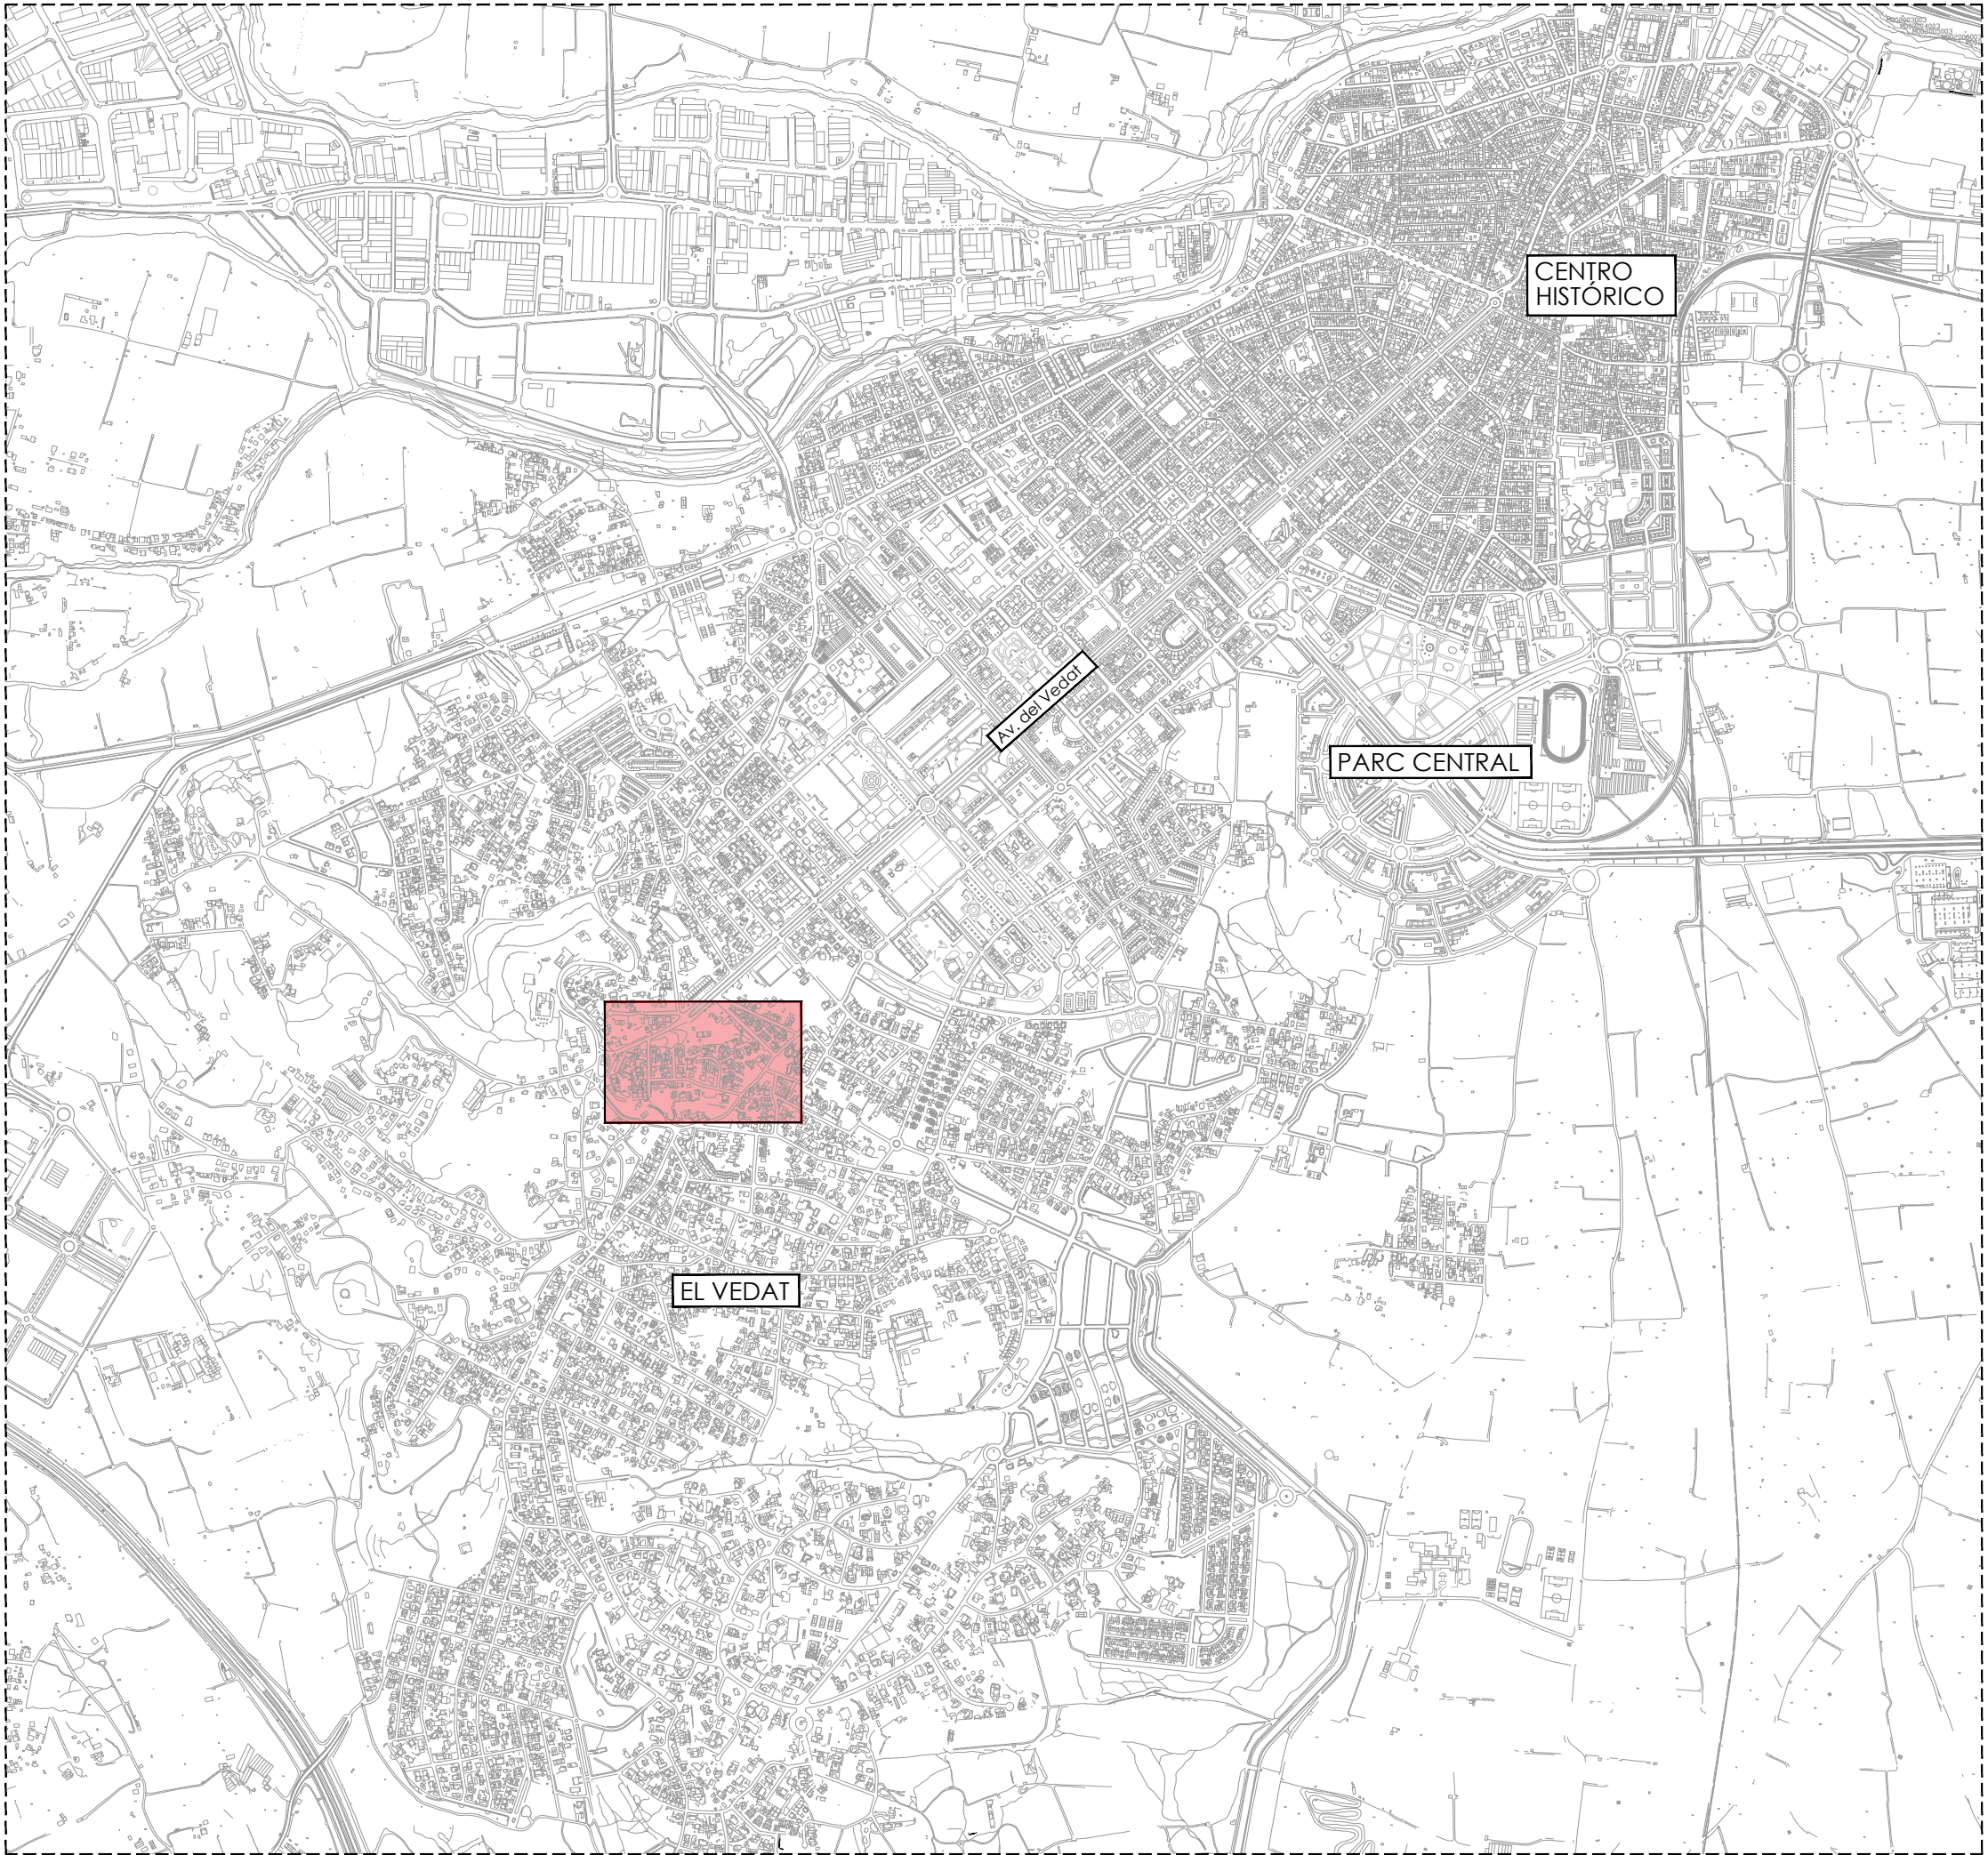 CENTRO
HISTÓRICO
Av. del Vedat
PARC CENTRAL
EL VEDAT